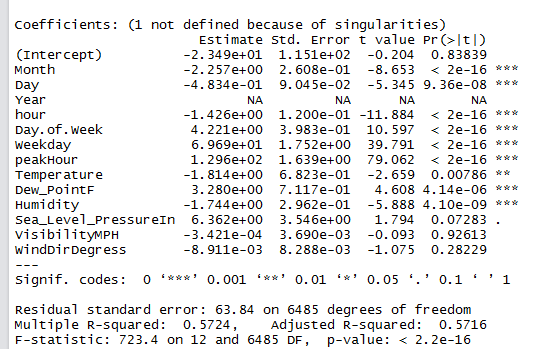 Coefficients: (1 not defined because of singularities)
Estimate Std. Error t value Pr(>|t|)
(Intercept) -2.349e+01 1.151e+02 -0.204 0.83839
Month -2.257e+00 2.608e-01 -8.653 < 2e-16 ***
Day -4.834e-01 9.045e-02 -5.345 9.36e-08 ***
Year NA NA NA NA
hour -1.426e+00 1.200e-01 -11.884 < 2e-16 ***
Day.of.Week 4.221e+00 3.983e-01 10.597 < 2e-16 ***
Weekday 6.969e+01 1.752e+00 39.791 < 2e-16 ***
peakHour 1.296e+02 1.639e+00 79.062 < 2e-16 ***
Temperature -1.814e+00 6.823e-01 -2.659 0.00786 **
Dew_PointF 3.280e+00 7.117e-01 4.608 4.14e-06 ***
Humidity -1.744e+00 2.962e-01 -5.888 4.10e-09 ***
Sea_Level_PressureIn 6.362e+00 3.546e+00 1.794 0.07283 .
VisibilityMPH -3.421e-04 3.690e-03 -0.093 0.92613
WindDirDegress -8.911e-03 8.288e-03 -1.075 0.28229
---
Signif. codes: 0 ‘***’ 0.001 ‘**’ 0.01 ‘*’ 0.05 ‘.’ 0.1 ‘ ’ 1
Residual standard error: 63.84 on 6485 degrees of freedom
Multiple R-squared: 0.5724, Adjusted R-squared: 0.5716
F-statistic: 723.4 on 12 and 6485 DF, p-value: < 2.2e-16